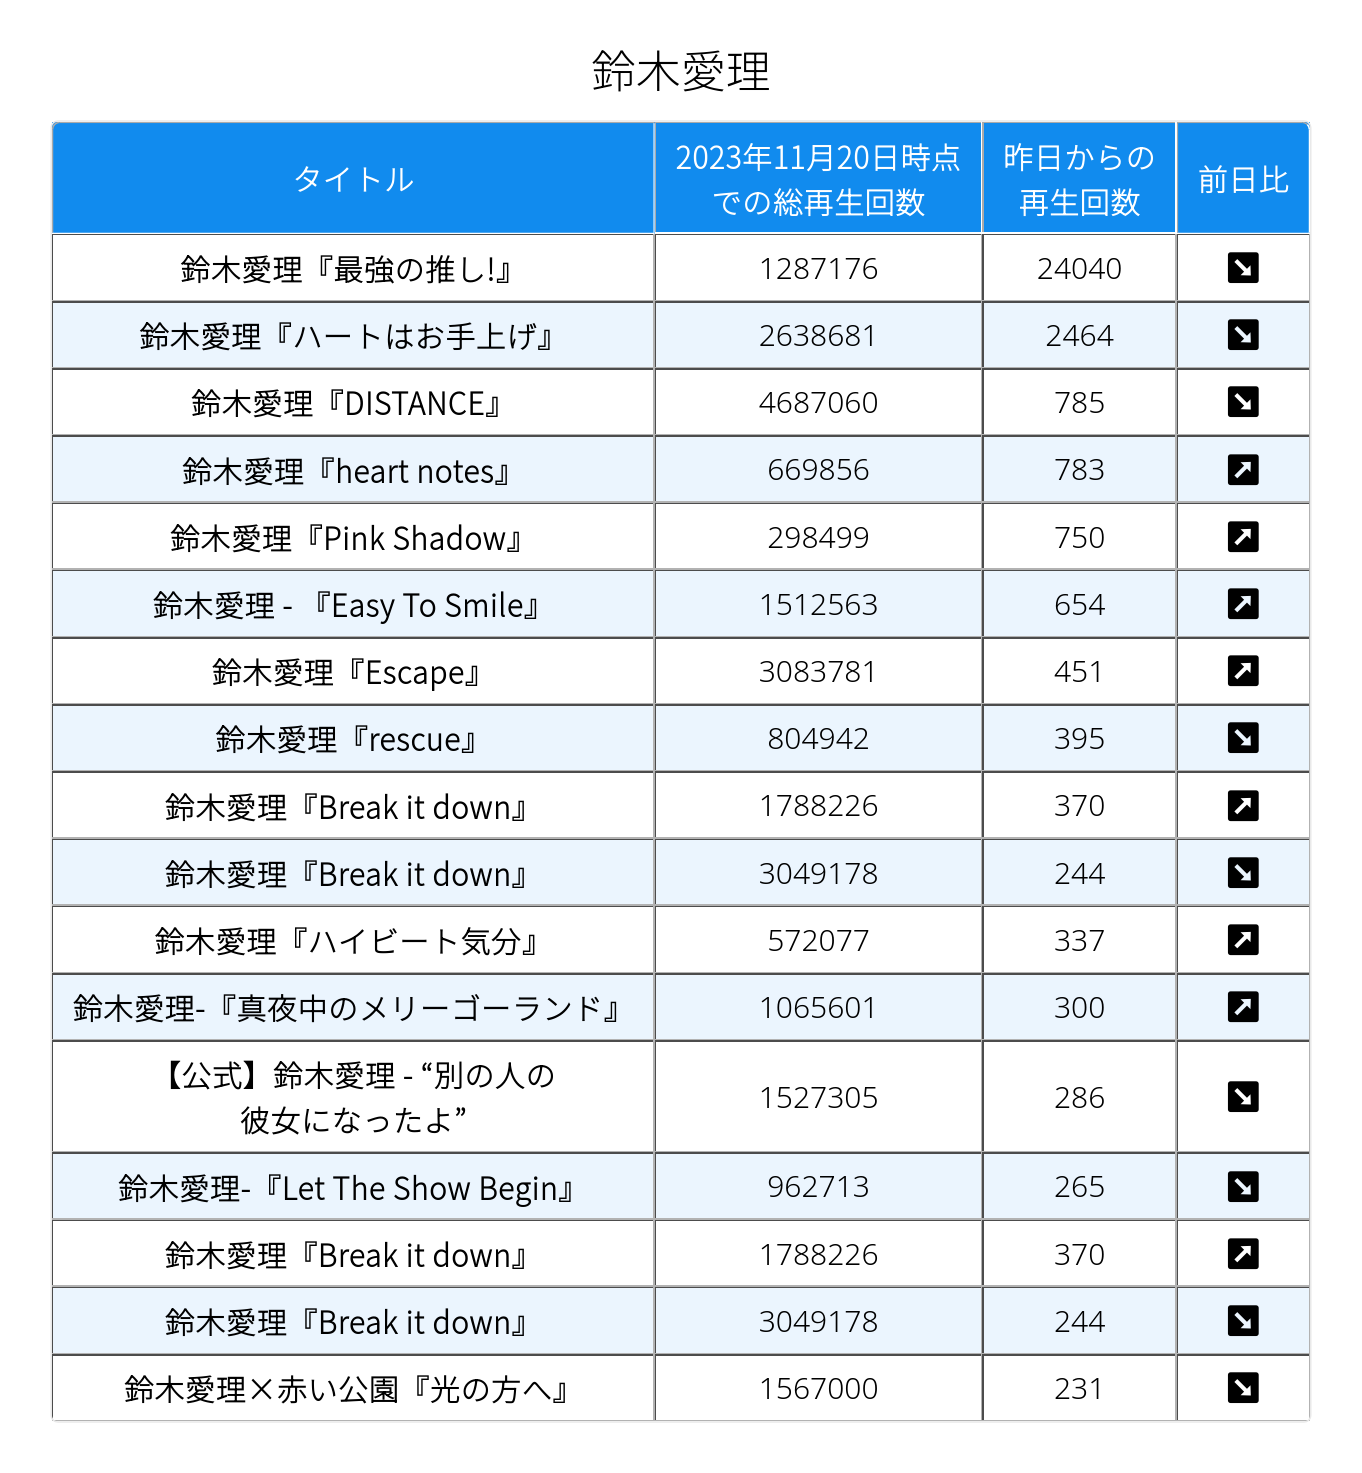 鈴木愛理
タイトル 2023年11月20日時点での総再生回数 昨日からの再生回数 前日比
鈴木愛理『最強の推し!』 1287176 24040 ↘
鈴木愛理『ハートはお手上げ』 2638681 2464 ↘
鈴木愛理『DISTANCE』 4687060 785 ↘
鈴木愛理『heart notes』 669856 783 ↗
鈴木愛理『Pink Shadow』 298499 750 ↗
鈴木愛理 - 『Easy To Smile』 1512563 654 ↗
鈴木愛理『Escape』 3083781 451 ↗
鈴木愛理『rescue』 804942 395 ↘
鈴木愛理『Break it down』 1788226 370 ↗
鈴木愛理『Break it down』 3049178 244 ↘
鈴木愛理『ハイビート気分』 572077 337 ↗
鈴木愛理-『真夜中のメリーゴーランド』 1065601 300 ↗
【公式】鈴木愛理 - “別の人の彼女になったよ” 1527305 286 ↘
鈴木愛理-『Let The Show Begin』 962713 265 ↘
鈴木愛理『Break it down』 1788226 370 ↗
鈴木愛理『Break it down』 3049178 244 ↘
鈴木愛理×赤い公園『光の方へ』 1567000 231 ↘